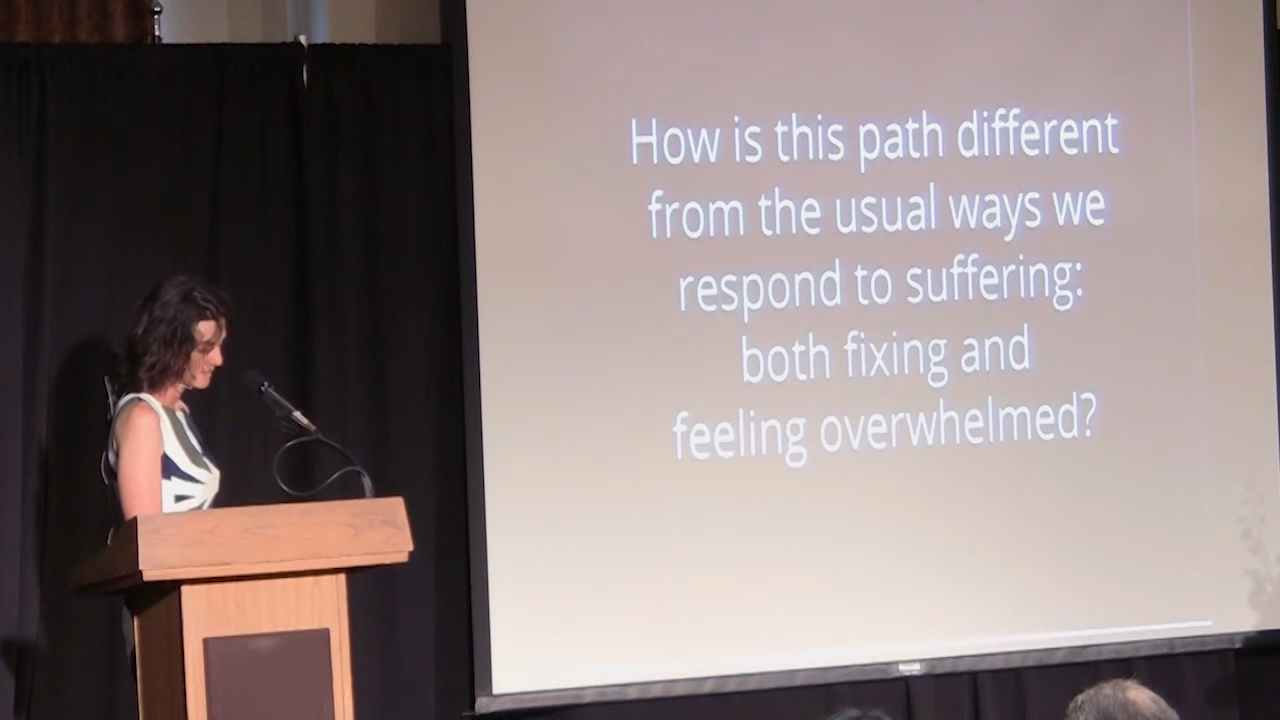 How is this path different
from the usual ways we
respond to suffering:
both fixing and
feeling overwhelmed?